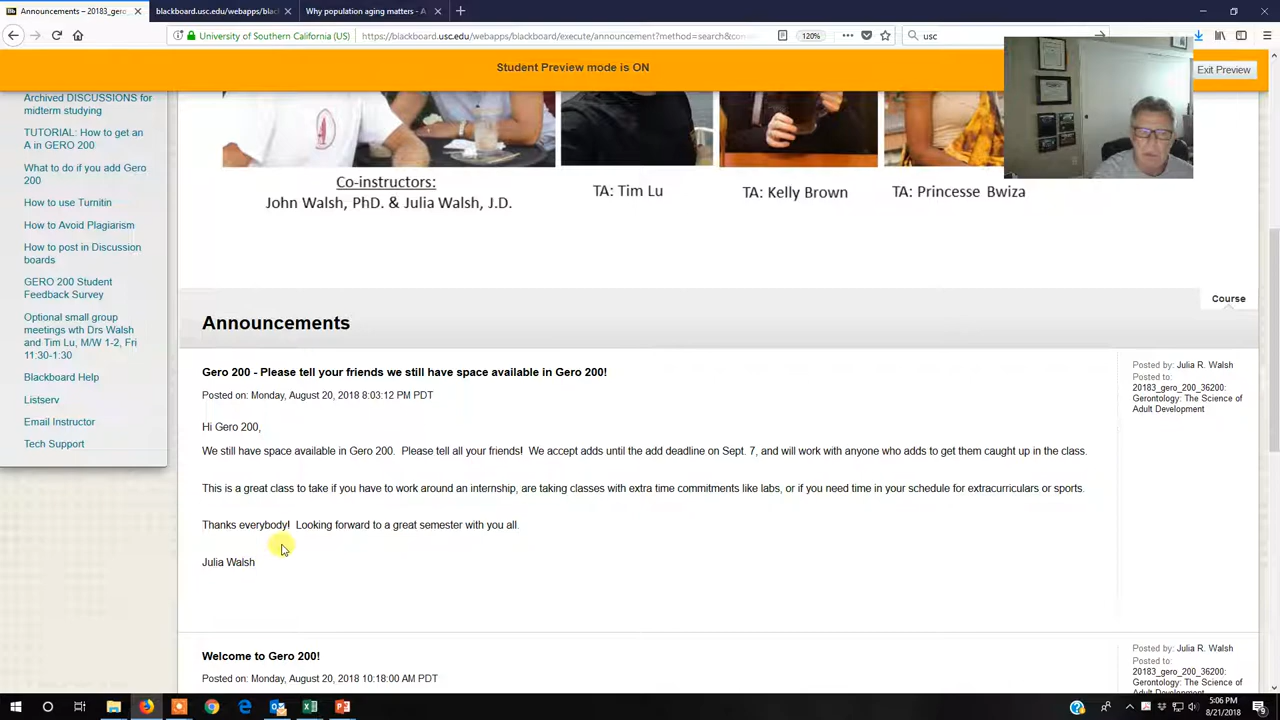 Announcements – 20183_gero_
blackboard.usc.edu/webapps/blac
Why population aging matters - A
University of Southern California (US)
https://blackboard.usc.edu/webapps/blackboard/execute/announcement?method=search&con
120%
usc
Student Preview mode is ON
Exit Preview
Archived DISCUSSIONS for
midterm studying
TUTORIAL: How to get an
A in GERO 200
What to do if you add Gero
200
How to use Turnitin
How to Avoid Plagiarism
How to post in Discussion
boards
GERO 200 Student
Feedback Survey
Optional small group
meetings wth Drs Walsh
and Tim Lu, M/W 1-2, Fri
11:30-1:30
Blackboard Help
Listserv
Email Instructor
Tech Support
Co-instructors:
John Walsh, PhD. & Julia Walsh, J.D.
TA: Tim Lu
TA: Kelly Brown
TA: Princesse Bwiza
Course
Announcements
Gero 200 - Please tell your friends we still have space available in Gero 200!
Posted on: Monday, August 20, 2018 8:03:12 PM PDT
Hi Gero 200,
We still have space available in Gero 200. Please tell all your friends! We accept adds until the add deadline on Sept. 7, and will work with anyone who adds to get them caught up in the class.
This is a great class to take if you have to work around an internship, are taking classes with extra time commitments like labs, or if you need time in your schedule for extracurriculars or sports.
Thanks everybody! Looking forward to a great semester with you all.
Julia Walsh
Posted by: Julia R. Walsh
Posted to:
20183_gero_200_36200:
Gerontology: The Science of
Adult Development
Welcome to Gero 200!
Posted on: Monday, August 20, 2018 10:18:00 AM PDT
Posted by: Julia R. Walsh
Posted to:
20183_gero_200_36200:
Gerontology: The Science of
Adult Development
5:06 PM
8/21/2018